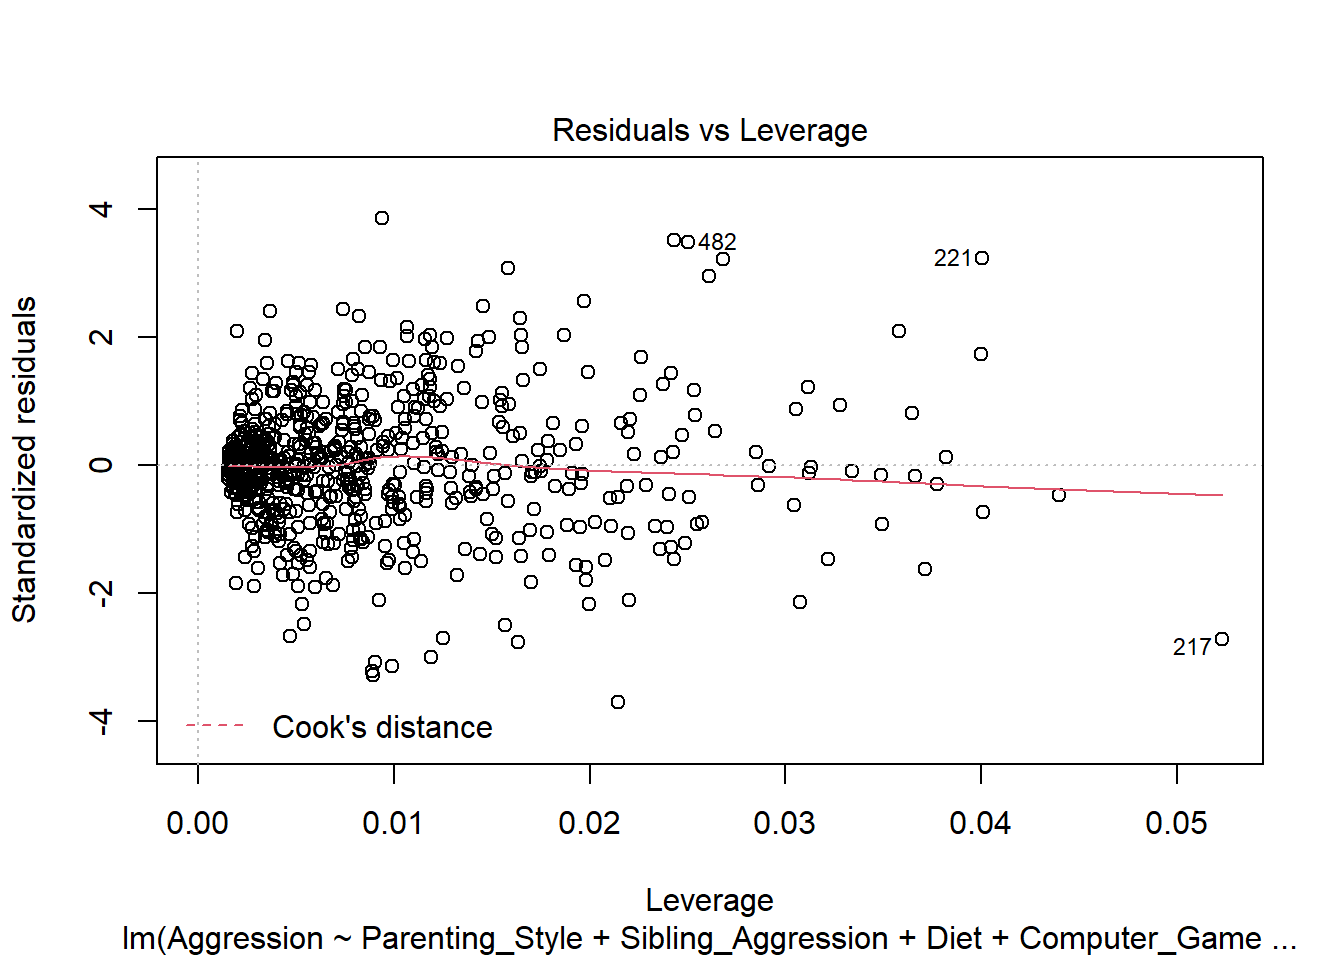 Residuals vs Leverage
Standardized residuals
4
2
0
-2
-4
482
221
217
Cook's distance
0.00 0.01 0.02 0.03 0.04 0.05
Leverage
lm(Aggression ~ Parenting_Style + Sibling_Aggression + Diet + Computer_Game ...